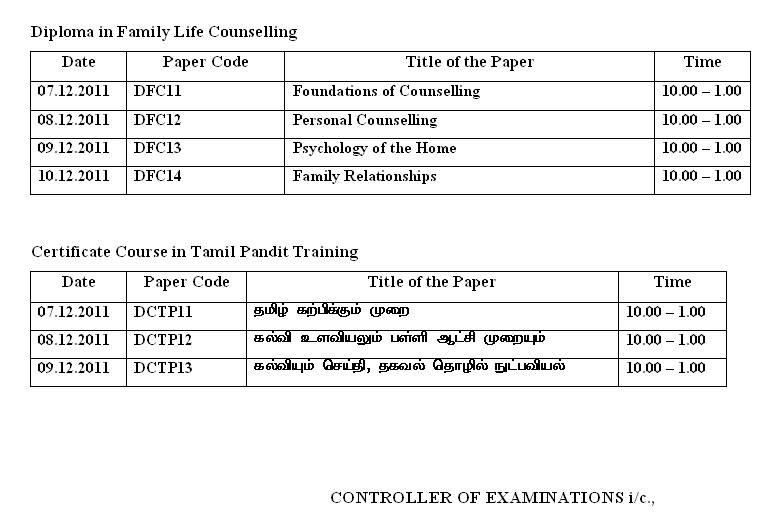 Diploma in Family Life Counselling
Date Paper Code Title of the Paper Time
07.12.2011 DFC11 Foundations of Counselling 10.00 – 1.00
08.12.2011 DFC12 Personal Counselling 10.00 – 1.00
09.12.2011 DFC13 Psychology of the Home 10.00 – 1.00
10.12.2011 DFC14 Family Relationships 10.00 – 1.00
Certificate Course in Tamil Pandit Training
Date Paper Code Title of the Paper Time
07.12.2011 DCTP11 தமிழ் கற்பிக்கும் முறை 10.00 – 1.00
08.12.2011 DCTP12 கல்வி உளவியலும் பள்ளி ஆட்சி முறையும் 10.00 – 1.00
09.12.2011 DCTP13 கல்வியும் செய்தி, தகவல் தொழில் நுட்பவியல் 10.00 – 1.00
CONTROLLER OF EXAMINATIONS i/c.,